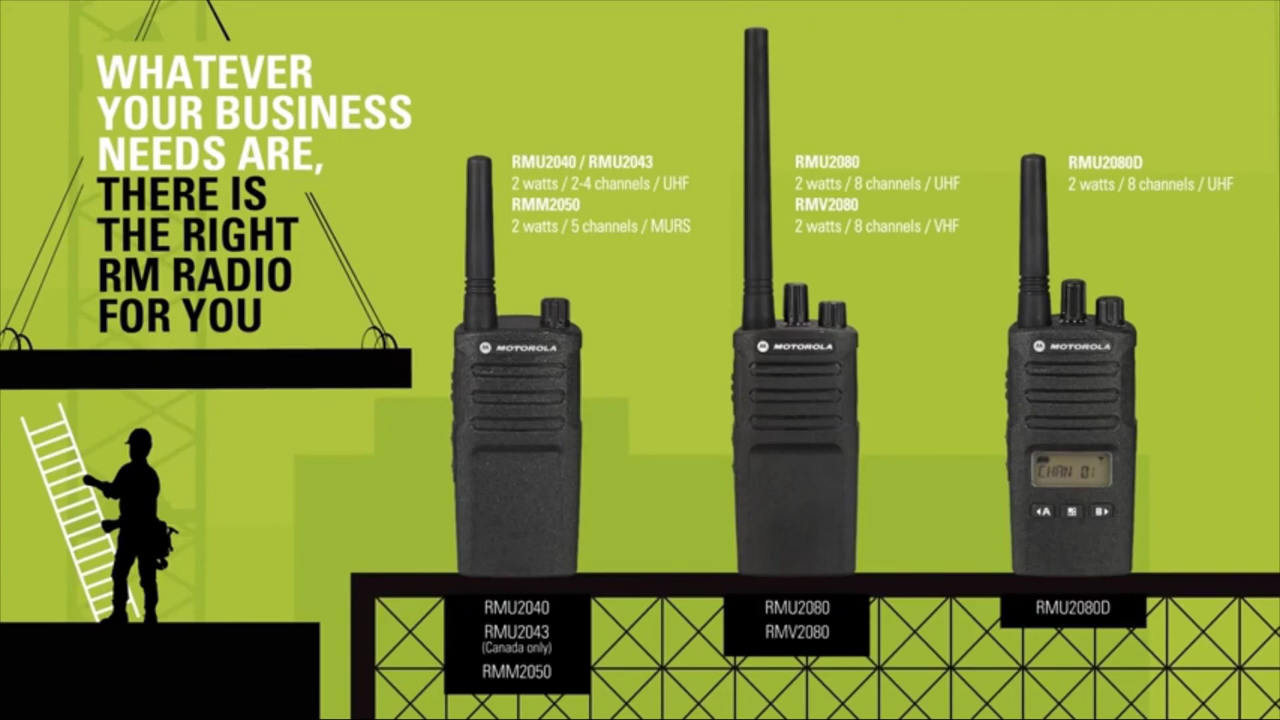 WHATEVER
YOUR BUSINESS
NEEDS ARE,
THERE IS
THE RIGHT
RM RADIO
FOR YOU
RMU2040 / RMU2043
2 watts / 2-4 channels / UHF
RMM2050
2 watts / 5 channels / MURS
RMU2080
2 watts / 8 channels / UHF
RMV2080
2 watts / 8 channels / VHF
RMU2080D
2 watts / 8 channels / UHF
MOTOROLA
MOTOROLA
MOTOROLA
CHAN 01
A
B
RMU2040
RMU2043
(Canada only)
RMM2050
RMU2080
RMV2080
RMU2080D